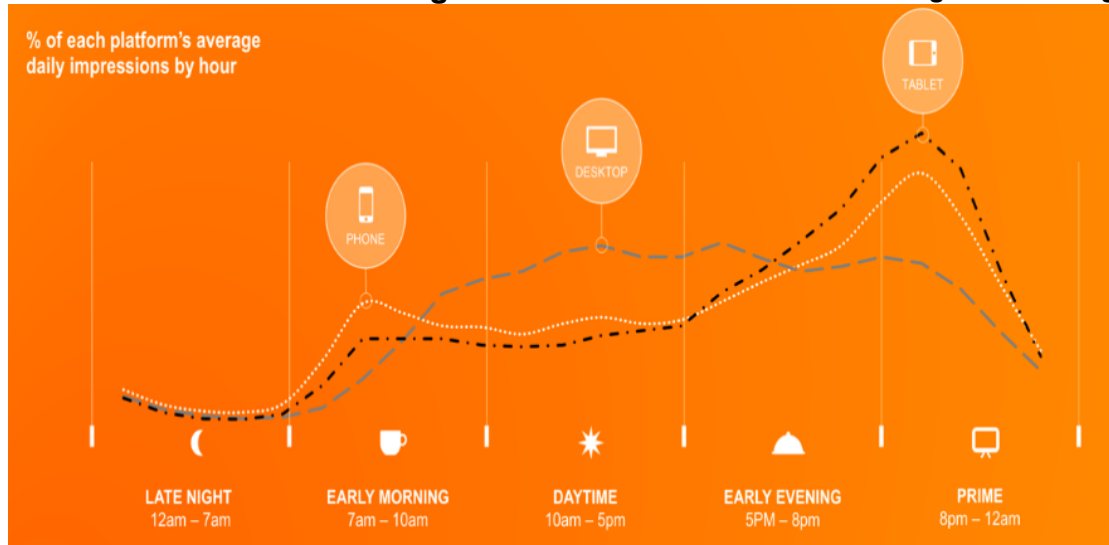 % of each platform's average
daily impressions by hour
TABLET
DESKTOP
PHONE
LATE NIGHT
12am – 7am
EARLY MORNING
7am – 10am
DAYTIME
10am – 5pm
EARLY EVENING
5PM – 8pm
PRIME
8pm – 12am